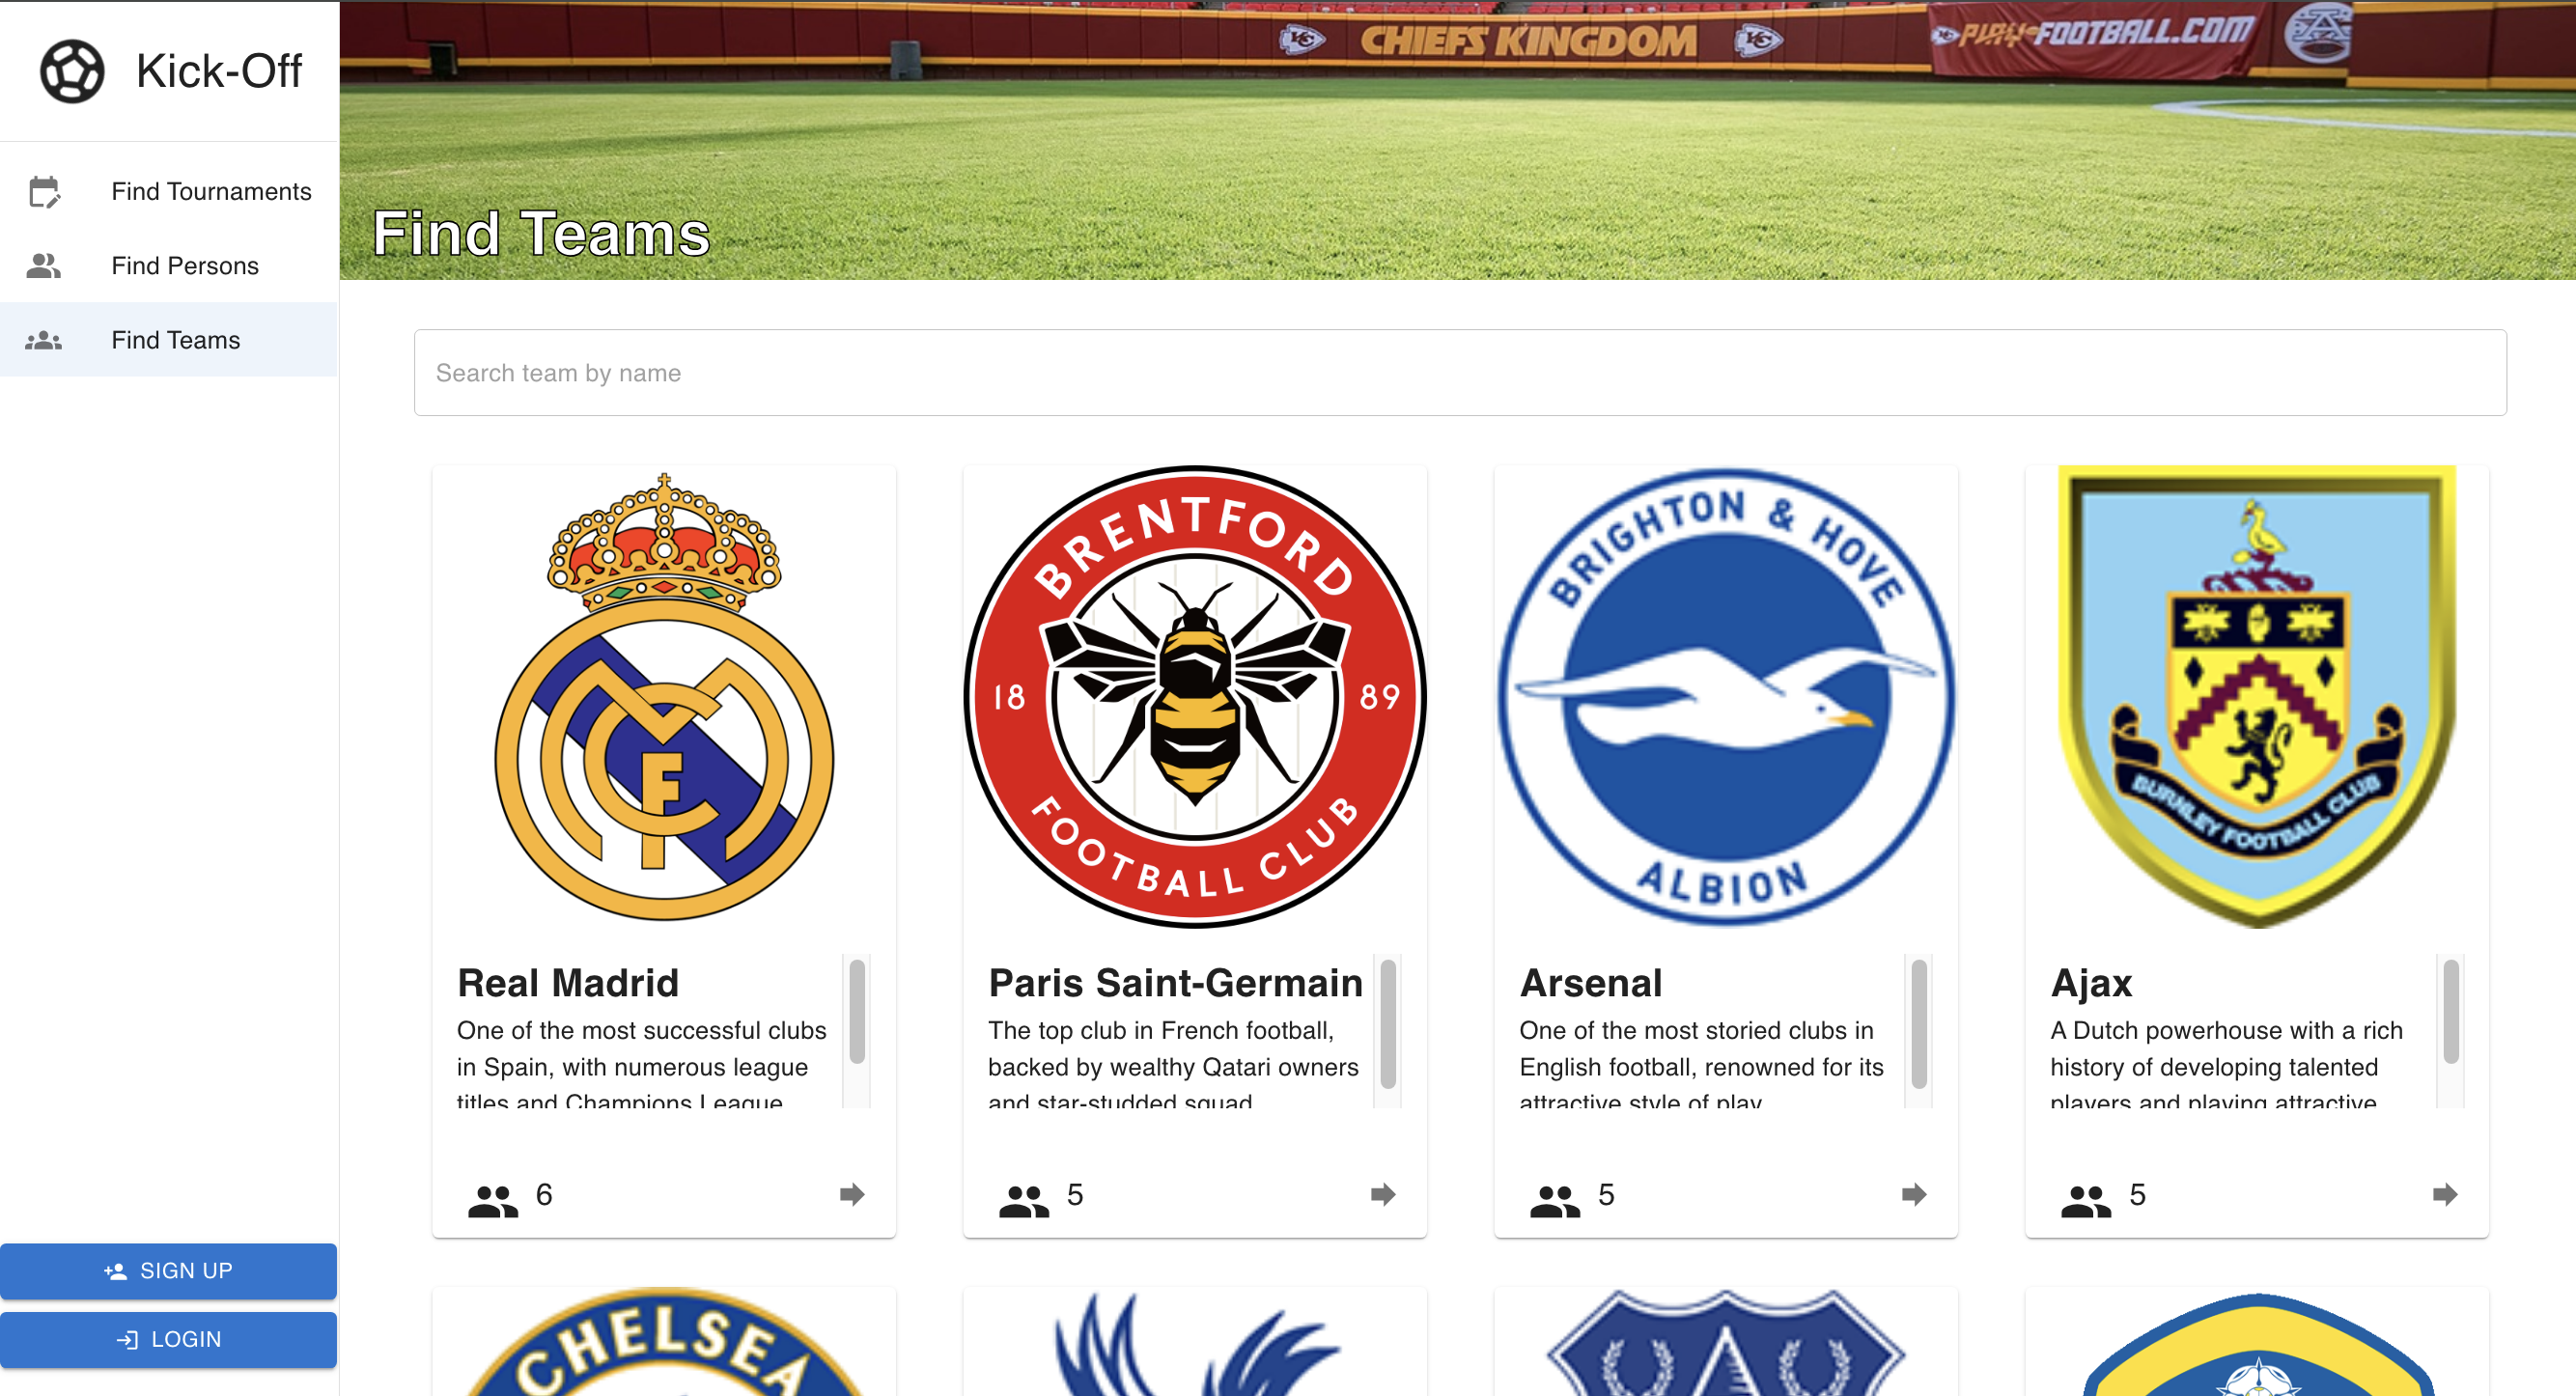 Kick-Off
Find Tournaments
Find Persons
Find Teams
SIGN UP
LOGIN
CHIEFS KINGDOM
PLAY FOOTBALL.COM
Find Teams
Search team by name
BRENTFORD
18 89
FOOTBALL CLUB
BRIGHTON & HOVE
ALBION
BURNLEY FOOTBALL CLUB
Real Madrid
One of the most successful clubs
in Spain, with numerous league
titles and Champions League
6
Paris Saint-Germain
The top club in French football,
backed by wealthy Qatari owners
and star-studded squad
5
Arsenal
One of the most storied clubs in
English football, renowned for its
attractive style of play
5
Ajax
A Dutch powerhouse with a rich
history of developing talented
players and playing attractive
5
CHELSEA